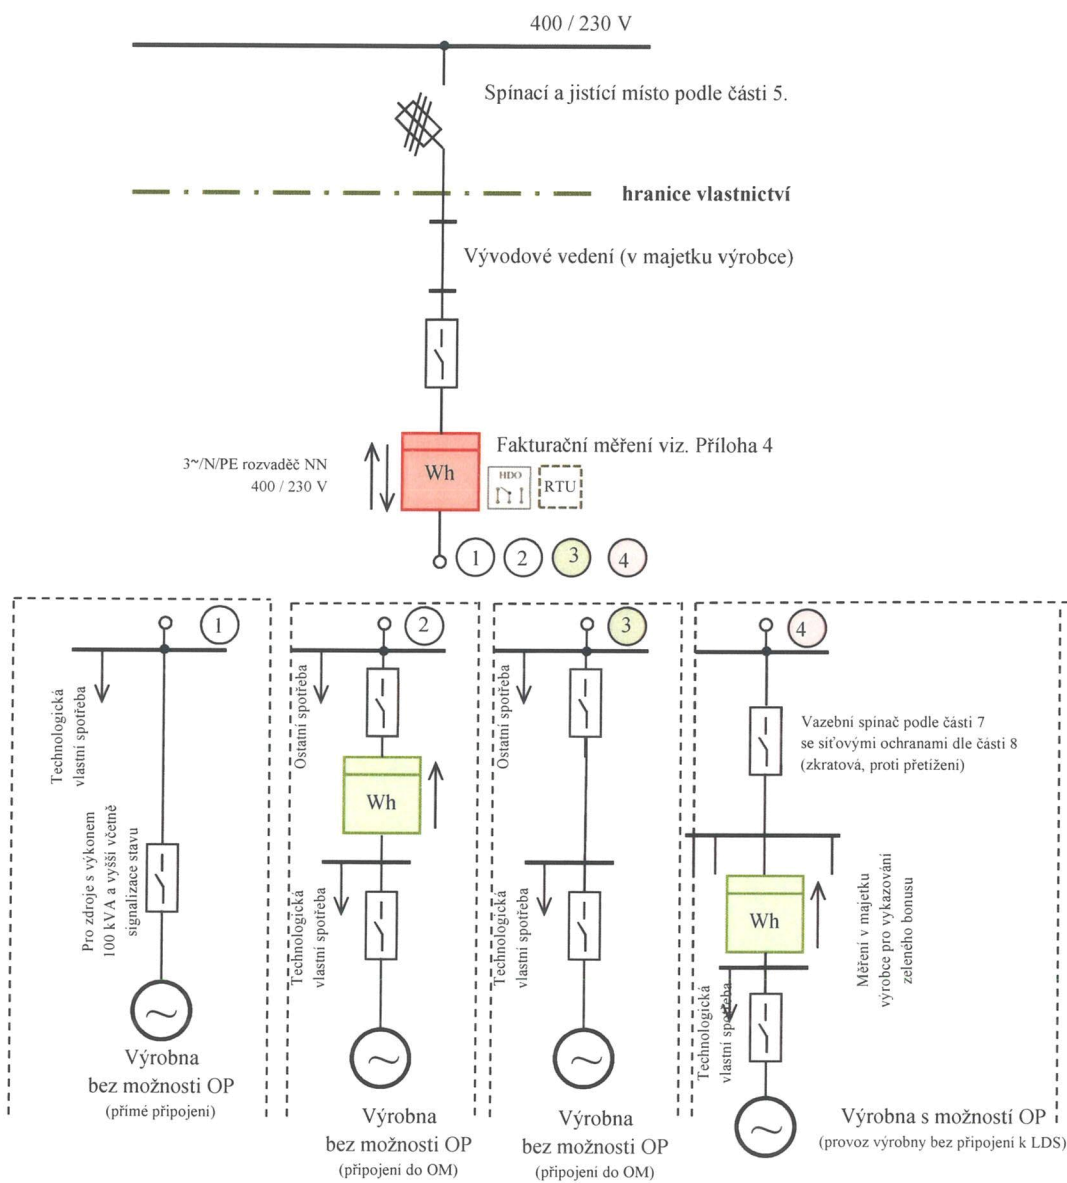 400 / 230 V
Spínací a jistící místo podle části 5.
hranice vlastnictví
Vývodové vedení (v majetku výrobce)
Fakturační měření viz. Příloha 4
3~/N/PE rozvaděč NN
400 / 230 V
Wh
HDO
RTU
1
2
3
4
1
Technologická
vlastní spotřeba
Pro zdroje s výkonem
100 kVA a vyšší včetně
signalizace stavu
Výrobna
bez možnosti OP
(přímé připojení)
2
Ostatní spotřeba
Wh
Technologická
vlastní spotřeba
Výrobna
bez možnosti OP
(připojení do OM)
3
Ostatní spotřeba
Technologická
vlastní spotřeba
Výrobna
bez možnosti OP
(připojení do OM)
4
Vazební spínač podle části 7
se síťovými ochranami dle části 8
(zkratová, proti přetížení)
Wh
Měření v majetku
výrobce pro vykazování
zeleného bonusu
Technologická
vlastní spotřeba
Výrobna s možností OP
(provoz výrobny bez připojení k LDS)